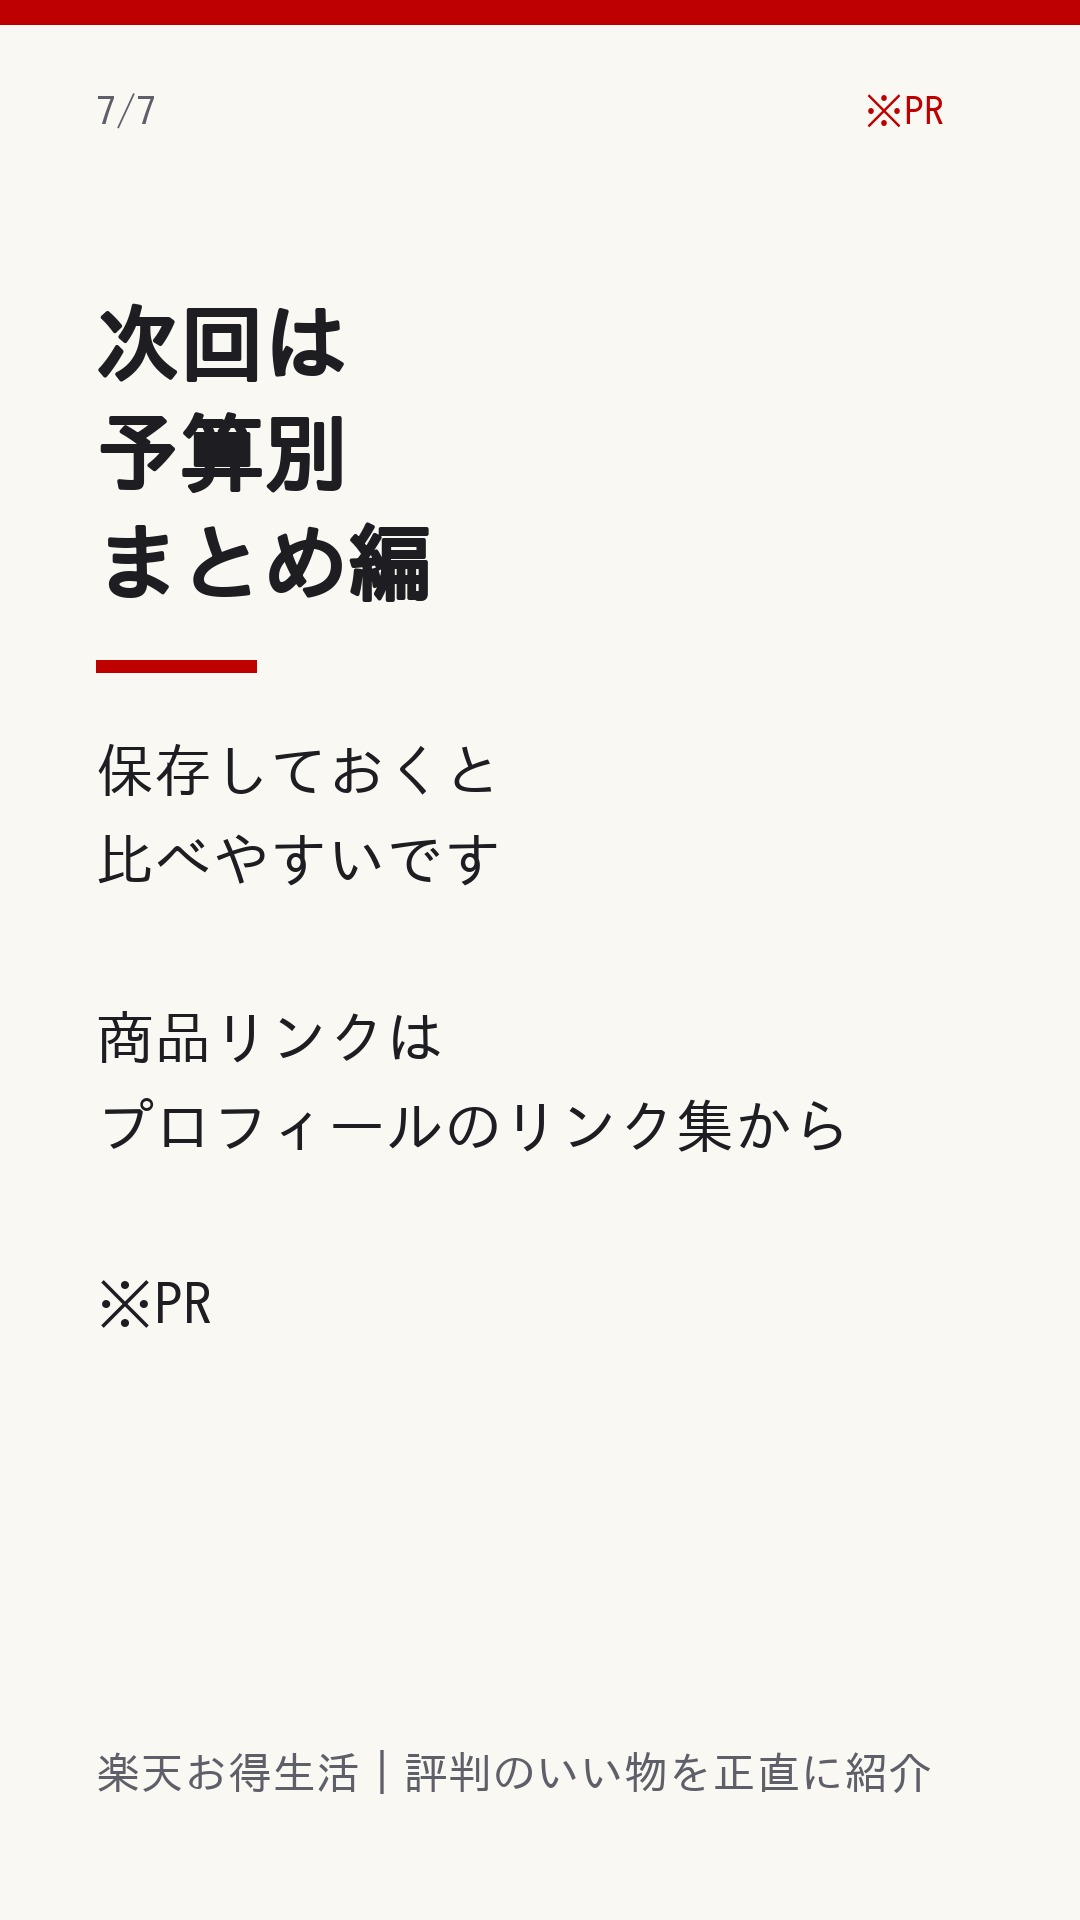 7/7
※PR
次回は
予算別
まとめ編
保存しておくと
比べやすいです
商品リンクは
プロフィールのリンク集から
※PR
楽天お得生活｜評判のいい物を正直に紹介